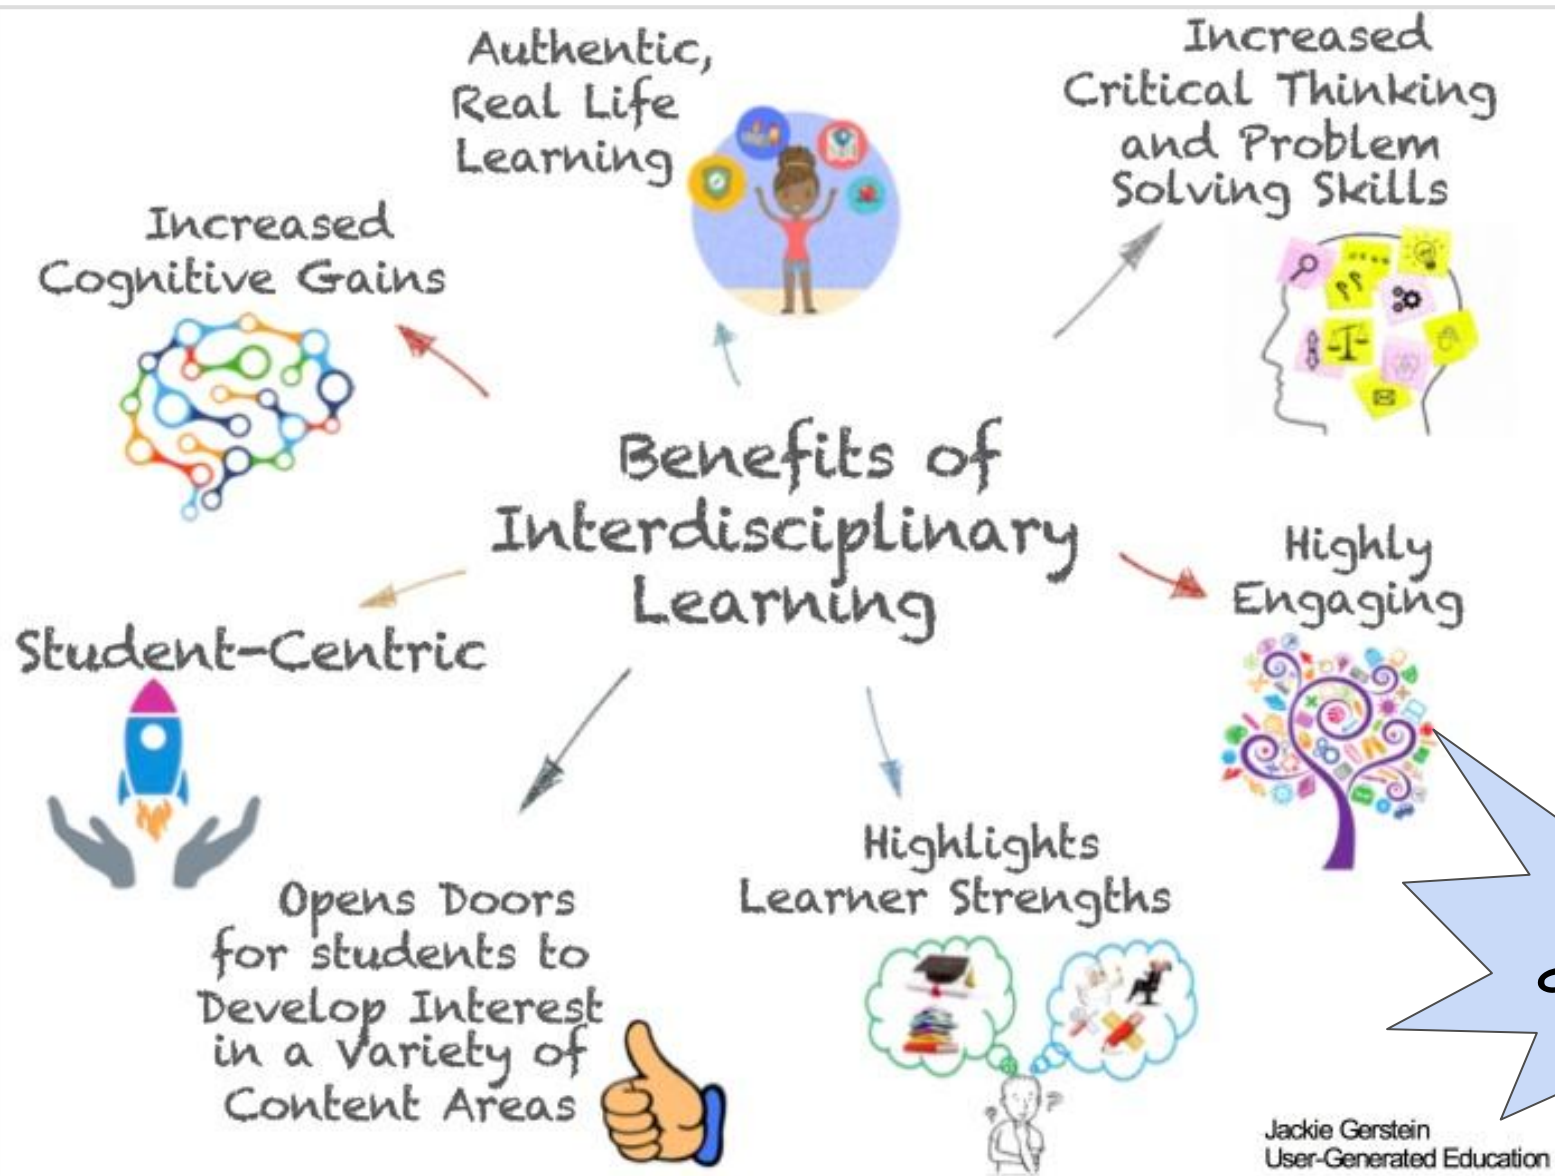 Authentic,
Real Life
Learning
Increased
Critical Thinking
and Problem
Solving Skills
Increased
Cognitive Gains
Benefits of
Interdisciplinary
Learning
Highly
Engaging
Student-Centric
Highlights
Learner Strengths
Opens Doors
for students to
Develop Interest
in a Variety of
Content Areas
Jackie Gerstein
User-Generated Education